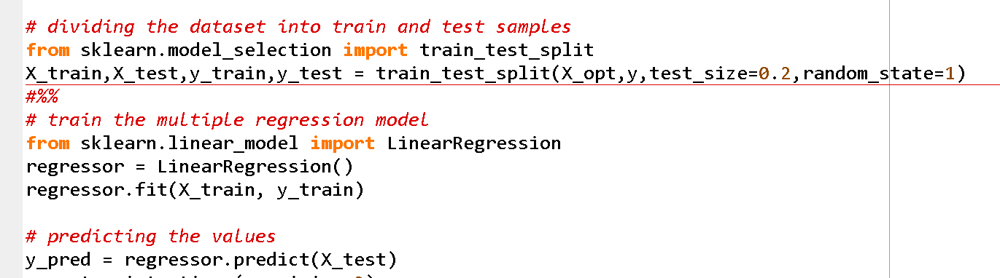 # dividing the dataset into train and test samples
from sklearn.model_selection import train_test_split
X_train,X_test,y_train,y_test = train_test_split(X_opt,y,test_size=0.2,random_state=1)
#%%
# train the multiple regression model
from sklearn.linear_model import LinearRegression
regressor = LinearRegression()
regressor.fit(X_train, y_train)
# predicting the values
y_pred = regressor.predict(X_test)